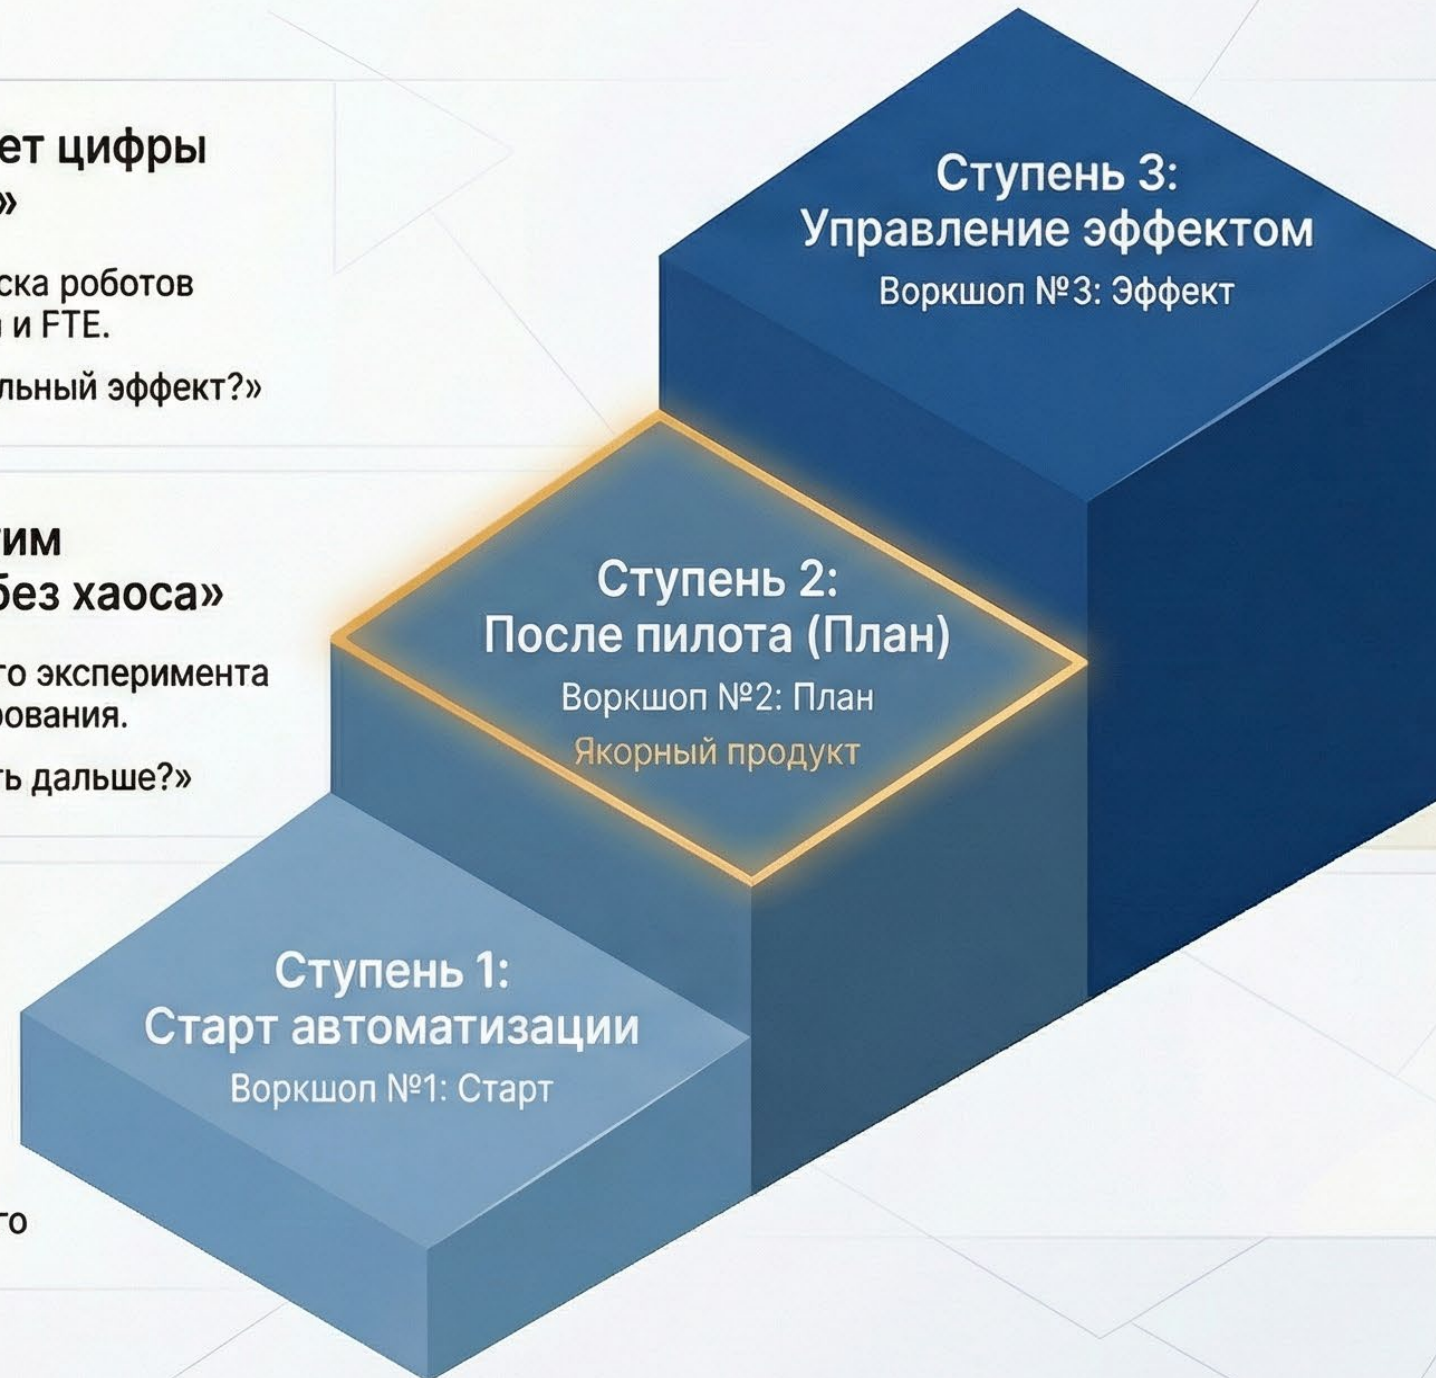 ет цифры
»
ска роботов
и FTE.
льный эффект?»
им
без хаоса»
го эксперимента
рования.
ть дальше?»
го
Ступень 3:
Управление эффектом
Воркшоп №3: Эффект
Ступень 2:
После пилота (План)
Воркшоп №2: План
Якорный продукт
Ступень 1:
Старт автоматизации
Воркшоп №1: Старт